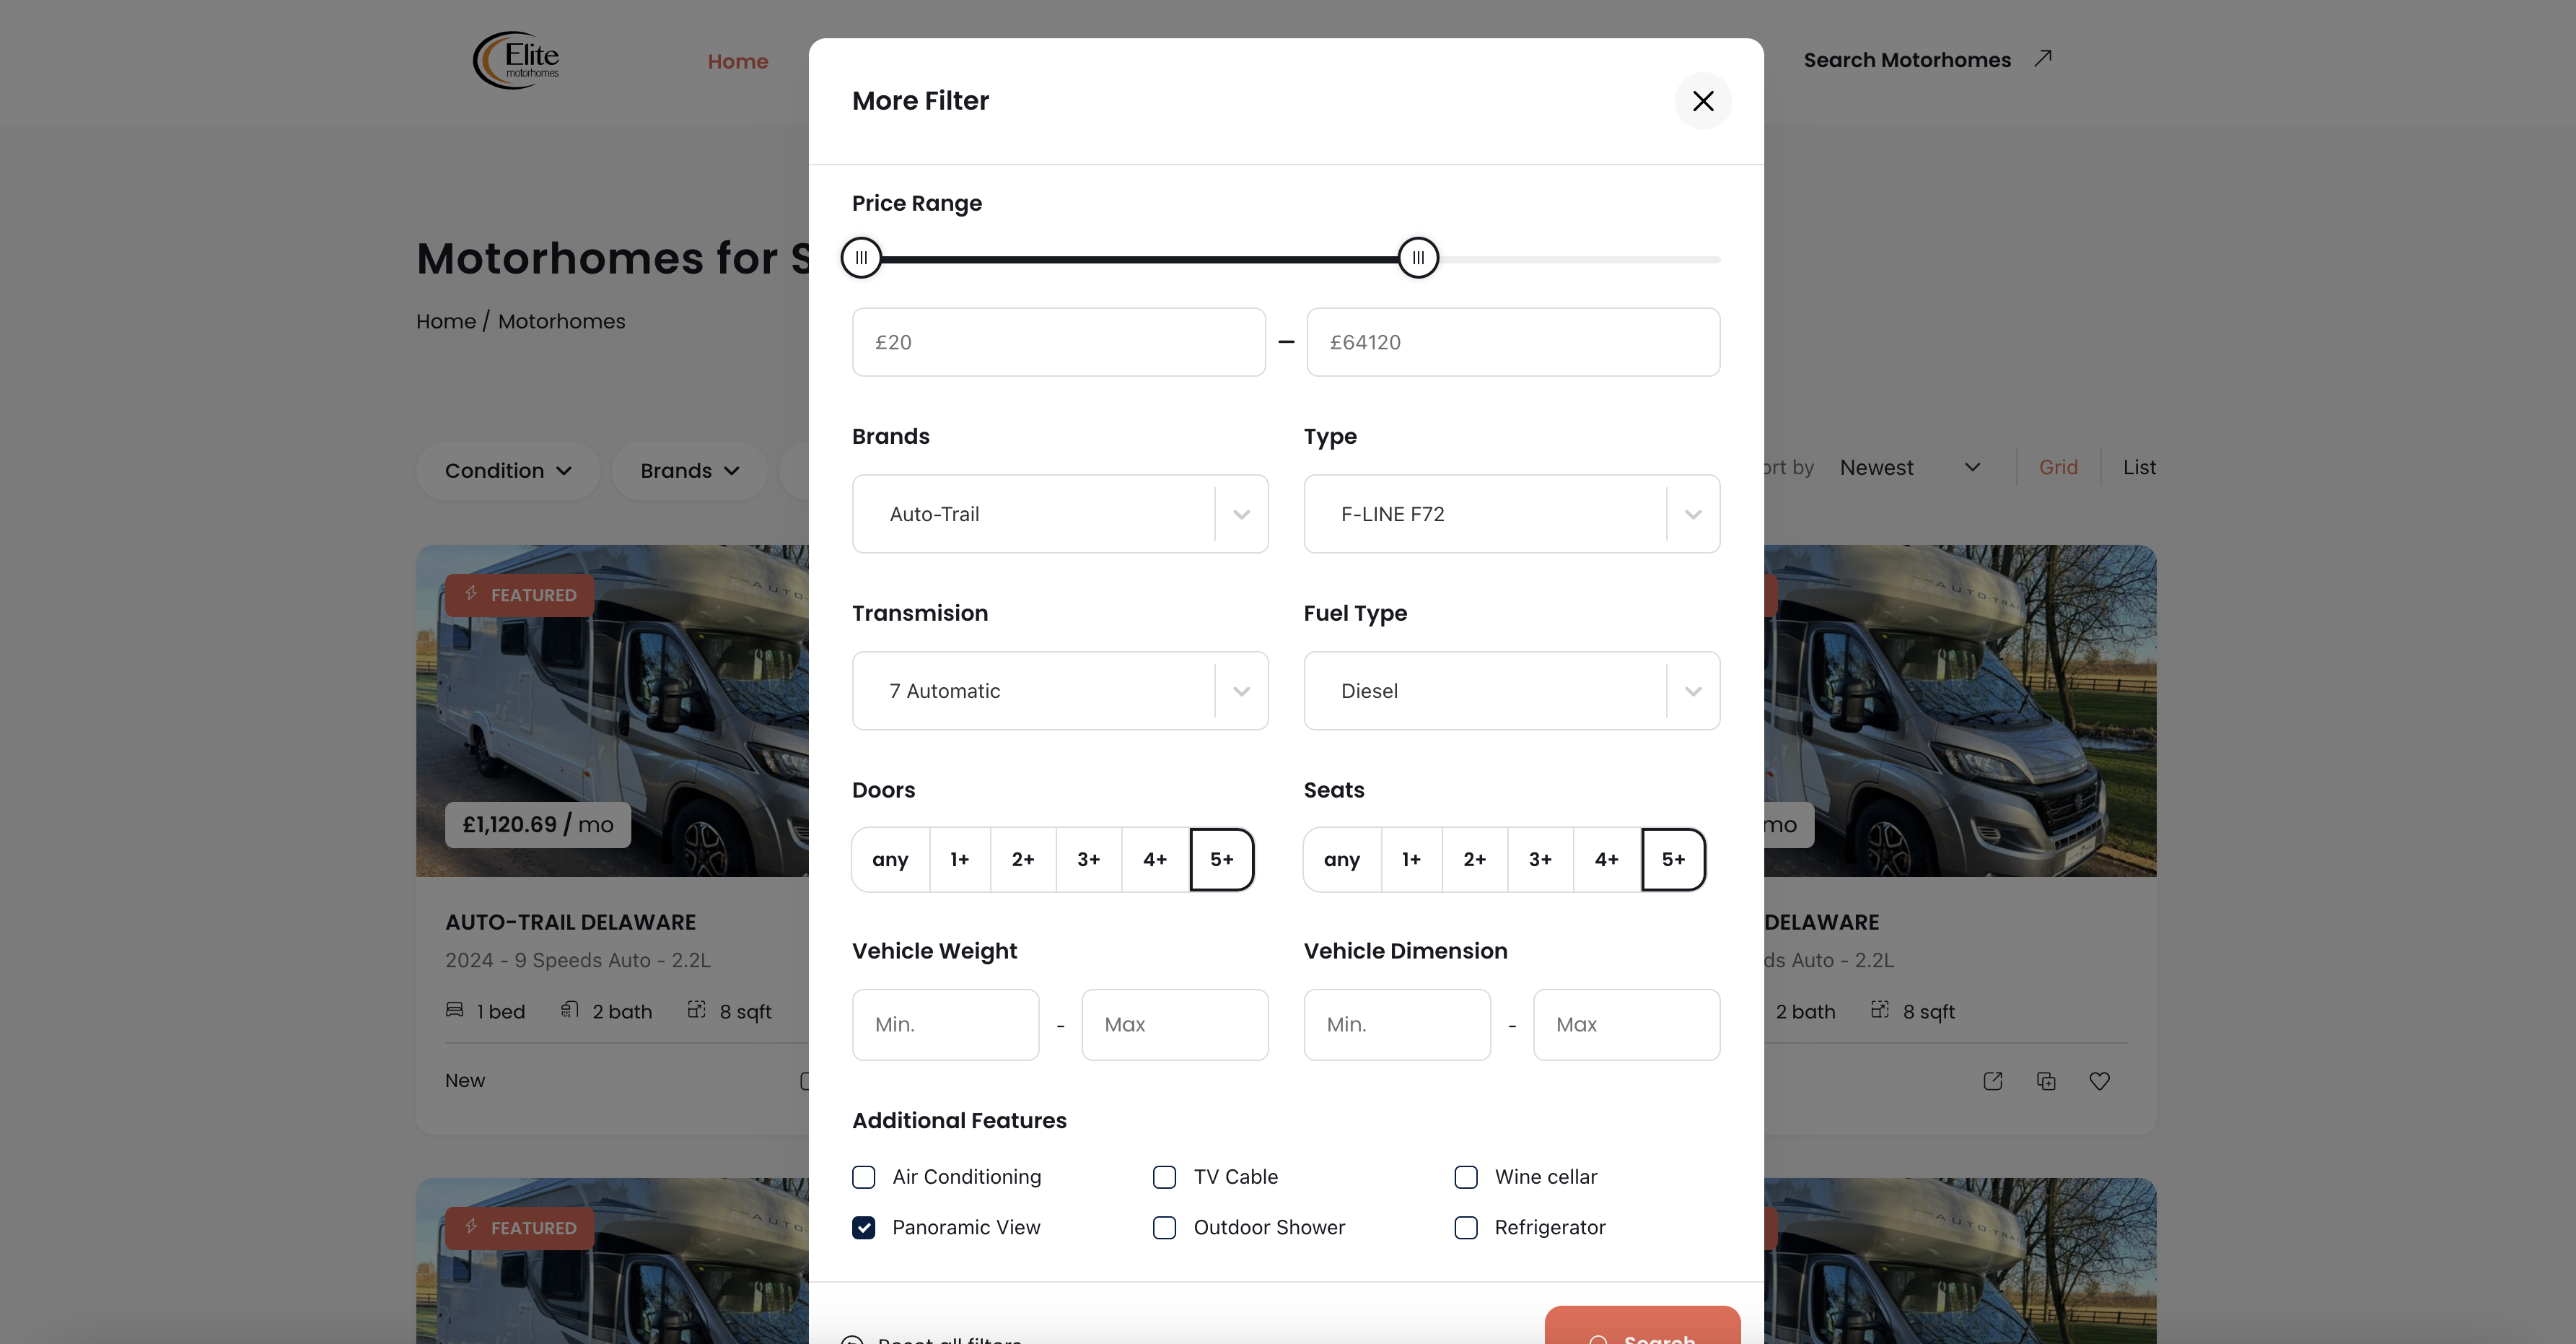 Elite
motorhomes
Home
Search Motorhomes
More Filter
Price Range
£20
–
£64120
Motorhomes for S
Home / Motorhomes
Condition
Brands
ort by
Newest
Grid
List
Brands
Type
Auto-Trail
F-LINE F72
Transmision
Fuel Type
7 Automatic
Diesel
Doors
Seats
any 1+ 2+ 3+ 4+ 5+
any 1+ 2+ 3+ 4+ 5+
Vehicle Weight
Vehicle Dimension
Min. - Max
Min. - Max
Additional Features
Air Conditioning
TV Cable
Wine cellar
Panoramic View
Outdoor Shower
Refrigerator
Reset all filters
Search
FEATURED
£1,120.69 / mo
AUTO-TRAIL DELAWARE
2024 - 9 Speeds Auto - 2.2L
1 bed
2 bath
8 sqft
New
FEATURED
mo
DELAWARE
ds Auto - 2.2L
2 bath
8 sqft